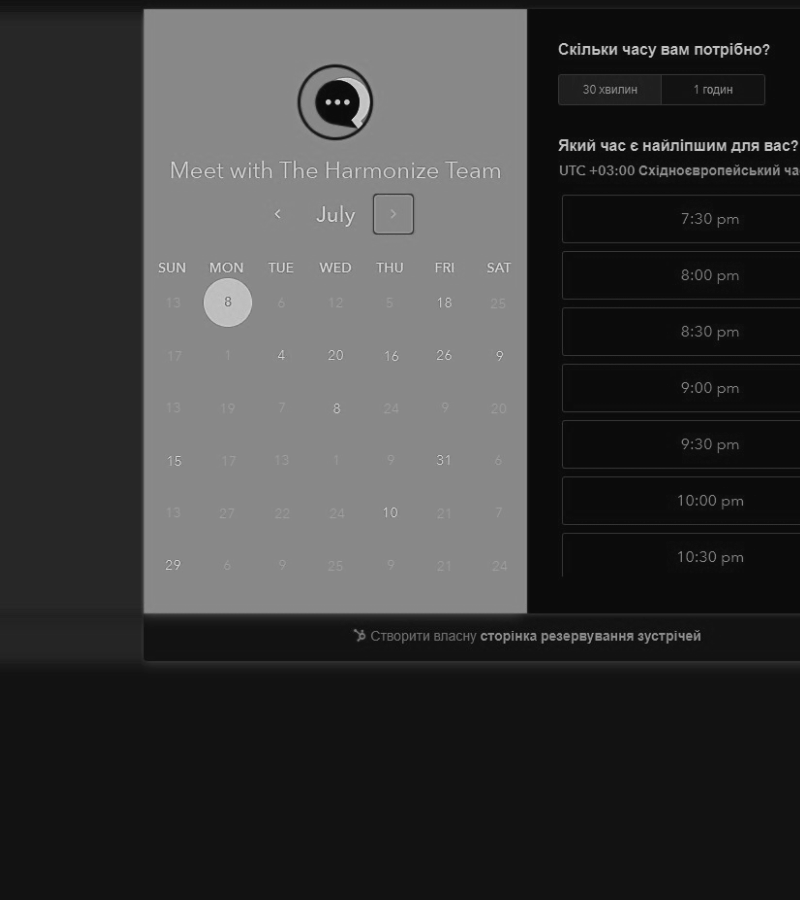 Meet with The Harmonize Team
July
SUN MON TUE WED THU FRI SAT
13 8 6 12 5 18 25
17 1 4 20 16 26 9
13 19 7 8 24 9 20
15 17 13 1 9 31 6
13 27 22 24 10 21 7
29 6 9 25 9 21 24
Скільки часу вам потрібно?
30 хвилин 1 годин
Який час є найліпшим для вас?
UTC +03:00 Східноєвропейський
7:30 pm
8:00 pm
8:30 pm
9:00 pm
9:30 pm
10:00 pm
10:30 pm
Створити власну сторінка резервування зустрічей